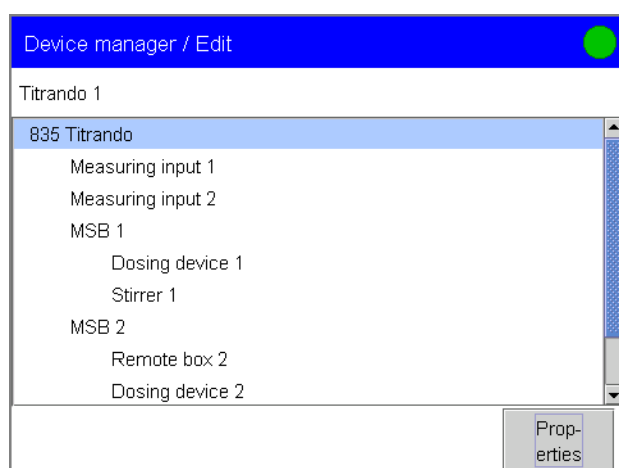 Device manager / Edit
Titrando 1
835 Titrando
Measuring input 1
Measuring input 2
MSB 1
Dosing device 1
Stirrer 1
MSB 2
Remote box 2
Dosing device 2
Prop-
erties